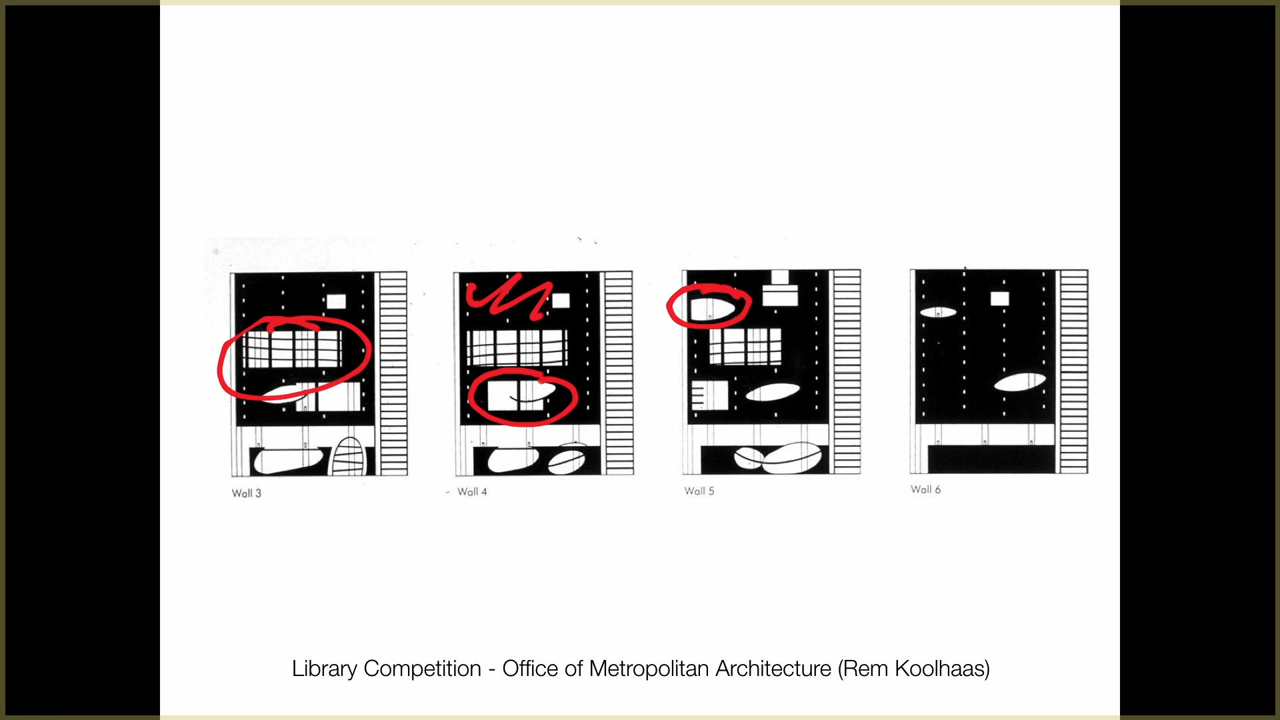 Wall 3
Wall 4
Wall 5
Wall 6
Library Competition - Office of Metropolitan Architecture (Rem Koolhaas)